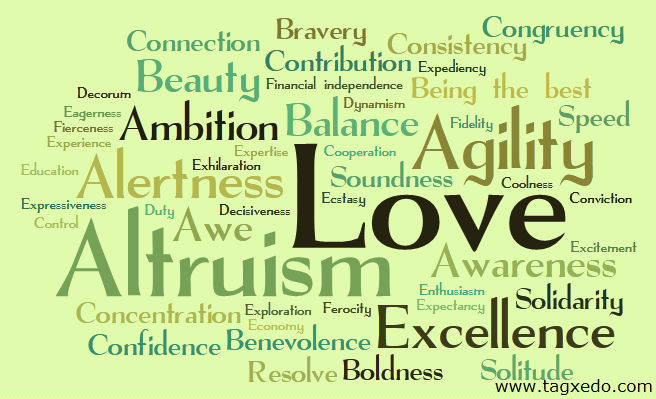 Bravery
Congruency
Connection
Consistency
Contribution
Expediency
Beauty
Financial independence
Being the best
Decorum
Dynamism
Eagerness
Ambition
Balance
Agility
Speed
Fierceness
Fidelity
Experience
Exhilaration
Expertise
Cooperation
Love
Education
Alertness
Soundness
Coolness
Expressiveness
Duty
Decisiveness
Ecstasy
Conviction
Control
Awe
Altruism
Excitement
Awareness
Enthusiasm
Solidarity
Expectancy
Concentration
Exploration
Ferocity
Economy
Excellence
Confidence
Benevolence
Resolve
Boldness
Solitude
www.tagxedo.com